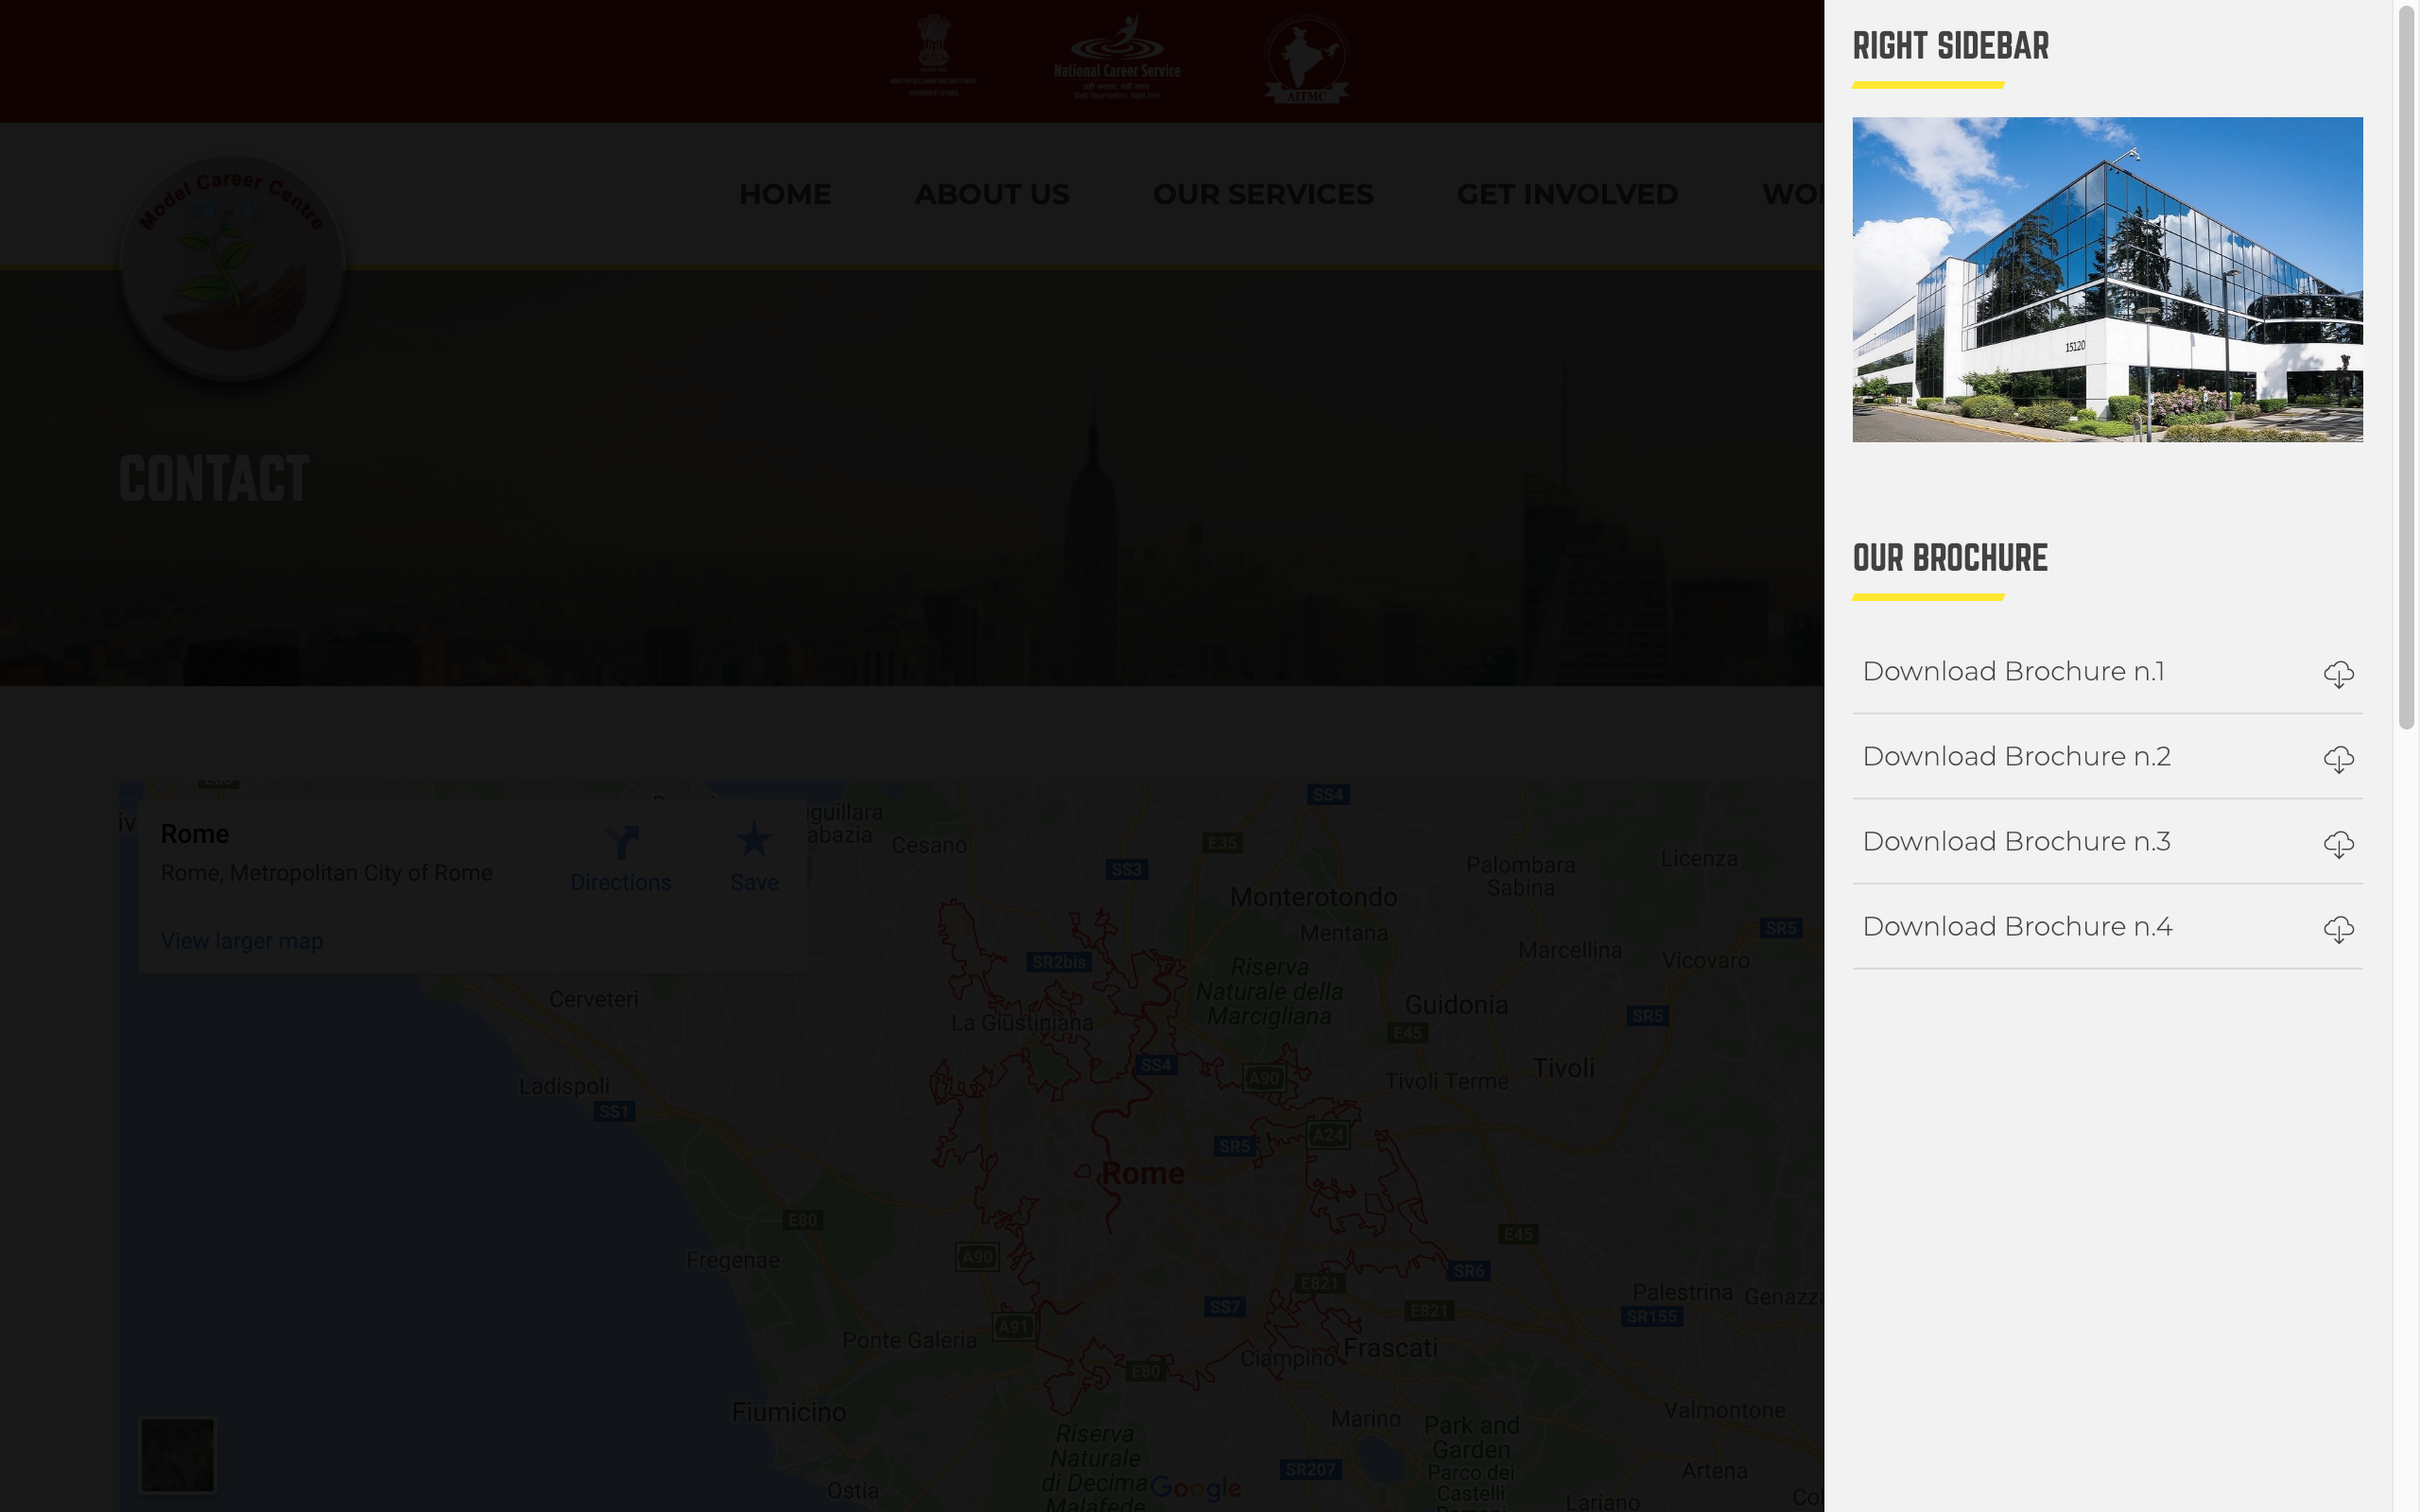 National Career Service
AITMC
Model Career Centre
HOME
ABOUT US
OUR SERVICES
GET INVOLVED
CONTACT
Rome
Rome, Metropolitan City of Rome
Directions
Save
View larger map
SS4
Cesano
E35
SS3
Palombara
Sabina
Licenza
Monterotondo
Mentana
SR5
SR2bis
Marcellina
Vicovaro
Riserva
Naturale della
Marcigliana
Cerveteri
Guidonia
La Giustiniana
SR5
E45
SS4
Tivoli
A90
Tivoli Terme
Ladispoli
SS1
A24
SR5
Rome
E80
E45
A90
Fregenae
SR6
E821
Palestrina
SS7
E821
SR155
A91
Ponte Galeria
Frascati
Ciampino
E80
Fiumicino
Valmontone
Marino
Park and
Garden
Parco dei
Castelli
Riserva
Naturale
di Decima
Malafede
SR207
Artena
Google
Ostia
Lariano
RIGHT SIDEBAR
15120
OUR BROCHURE
Download Brochure n.1
Download Brochure n.2
Download Brochure n.3
Download Brochure n.4